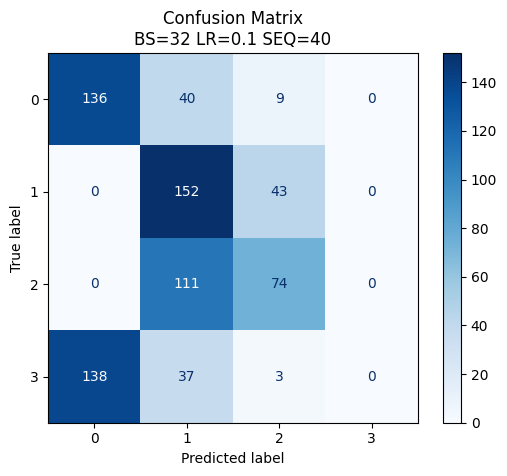 Confusion Matrix
BS=32 LR=0.1 SEQ=40
0 136 40 9 0
1 0 152 43 0
2 0 111 74 0
3 138 37 3 0
0 1 2 3
Predicted label
True label
140
120
100
80
60
40
20
0